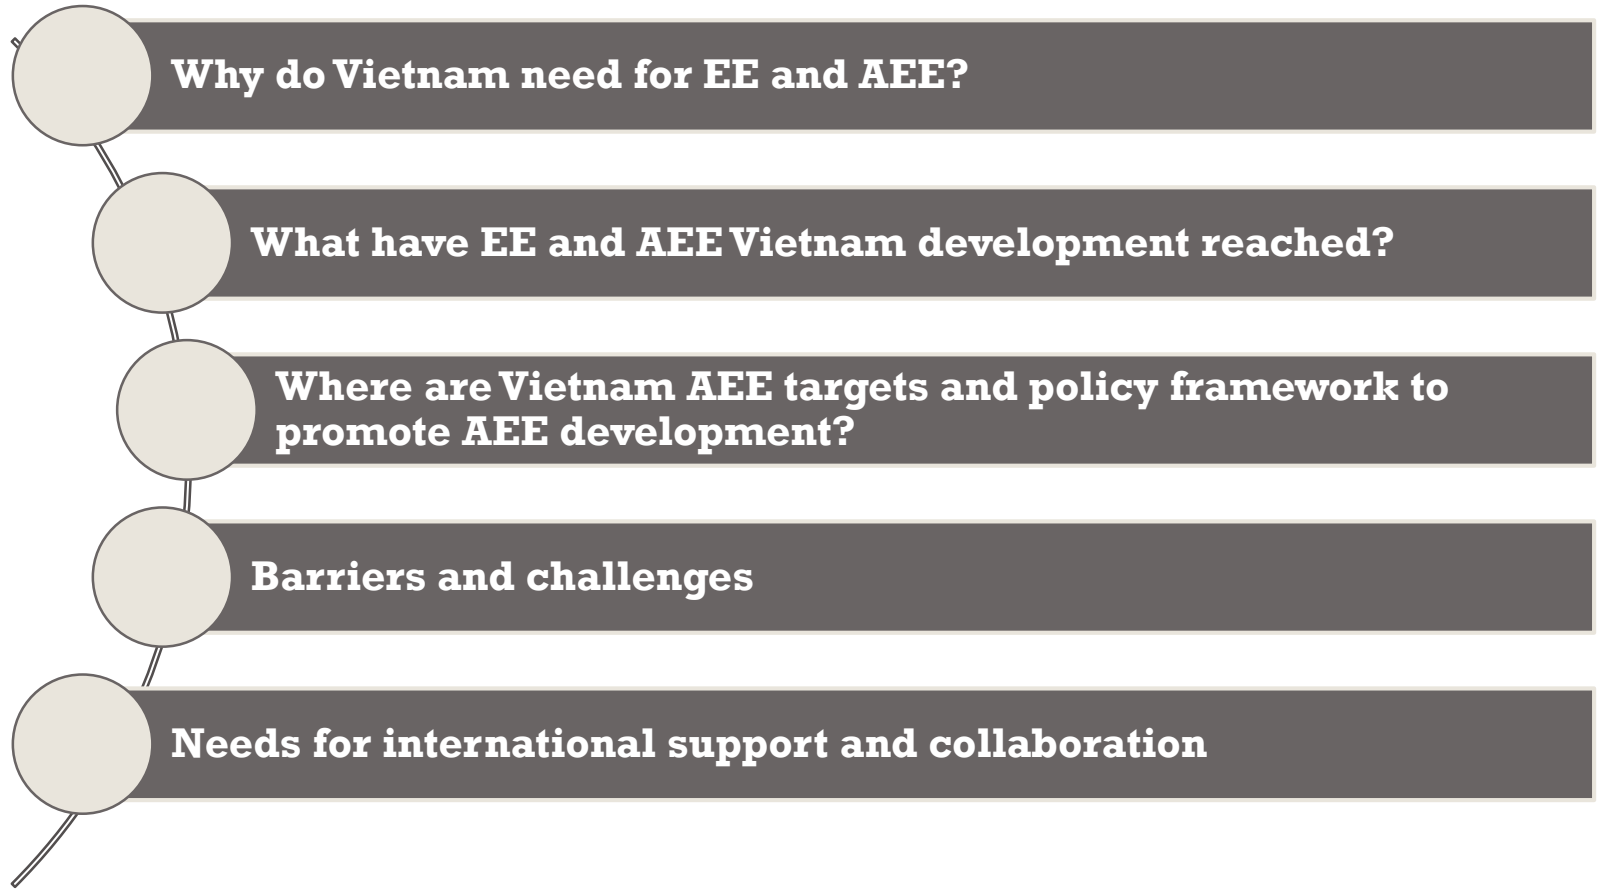 Why do Vietnam need for EE and AEE?
What have EE and AEE Vietnam development reached?
Where are Vietnam AEE targets and policy framework to
promote AEE development?
Barriers and challenges
Needs for international support and collaboration